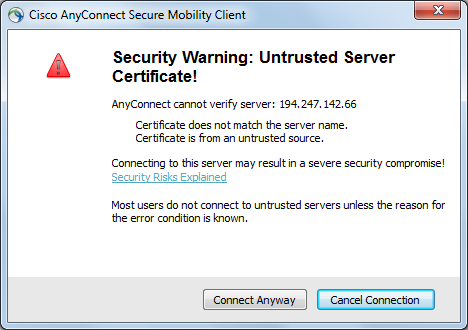 Cisco AnyConnect Secure Mobility Client
Security Warning: Untrusted Server
Certificate!
AnyConnect cannot verify server: 194.247.142.66
Certificate does not match the server name.
Certificate is from an untrusted source.
Connecting to this server may result in a severe security compromise!
Security Risks Explained
Most users do not connect to untrusted servers unless the reason for
the error condition is known.
Connect Anyway
Cancel Connection